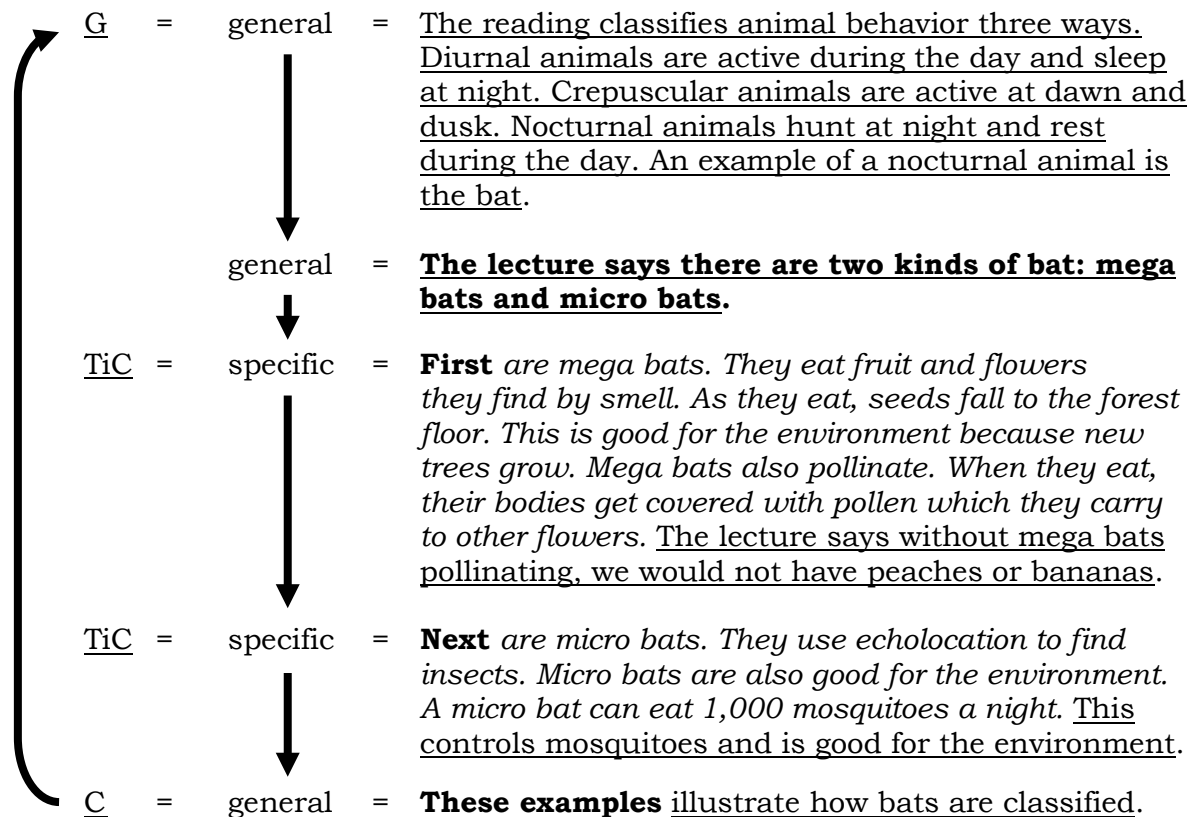 G = general = The reading classifies animal behavior three ways.
Diurnal animals are active during the day and sleep
at night. Crepuscular animals are active at dawn and
dusk. Nocturnal animals hunt at night and rest
during the day. An example of a nocturnal animal is
the bat.
general = The lecture says there are two kinds of bat: mega
bats and micro bats.
TiC = specific = First are mega bats. They eat fruit and flowers
they find by smell. As they eat, seeds fall to the forest
floor. This is good for the environment because new
trees grow. Mega bats also pollinate. When they eat,
their bodies get covered with pollen which they carry
to other flowers. The lecture says without mega bats
pollinating, we would not have peaches or bananas.
TiC = specific = Next are micro bats. They use echolocation to find
insects. Micro bats are also good for the environment.
A micro bat can eat 1,000 mosquitoes a night. This
controls mosquitoes and is good for the environment.
C = general = These examples illustrate how bats are classified.